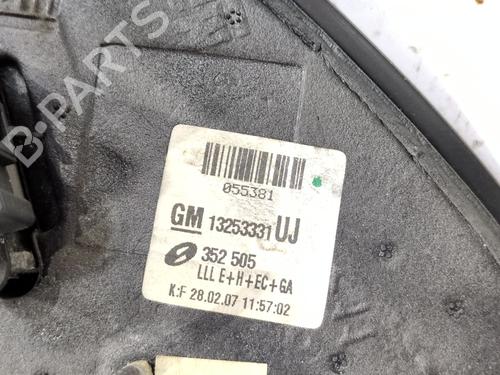 B-PARTS
055381
GM 13253331 UJ
352 505
LLL E+H+EC+GA
K:F 28.02.07 11:57:02